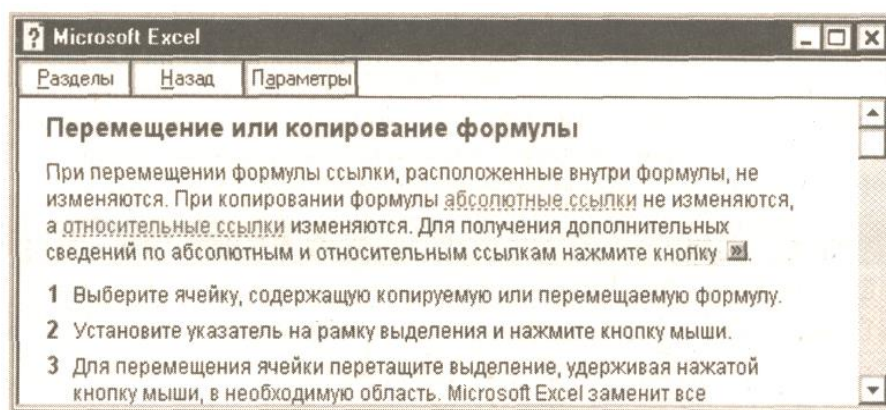 Microsoft Excel
Разделы Назад Параметры
Перемещение или копирование формулы
При перемещении формулы ссылки, расположенные внутри формулы, не
изменяются. При копировании формулы абсолютные ссылки не изменяются,
а относительные ссылки изменяются. Для получения дополнительных
сведений по абсолютным и относительным ссылкам нажмите кнопку ».
1 Выберите ячейку, содержащую копируемую или перемещаемую формулу.
2 Установите указатель на рамку выделения и нажмите кнопку мыши.
3 Для перемещения ячейки перетащите выделение, удерживая нажатой
кнопку мыши, в необходимую область. Microsoft Excel заменит все